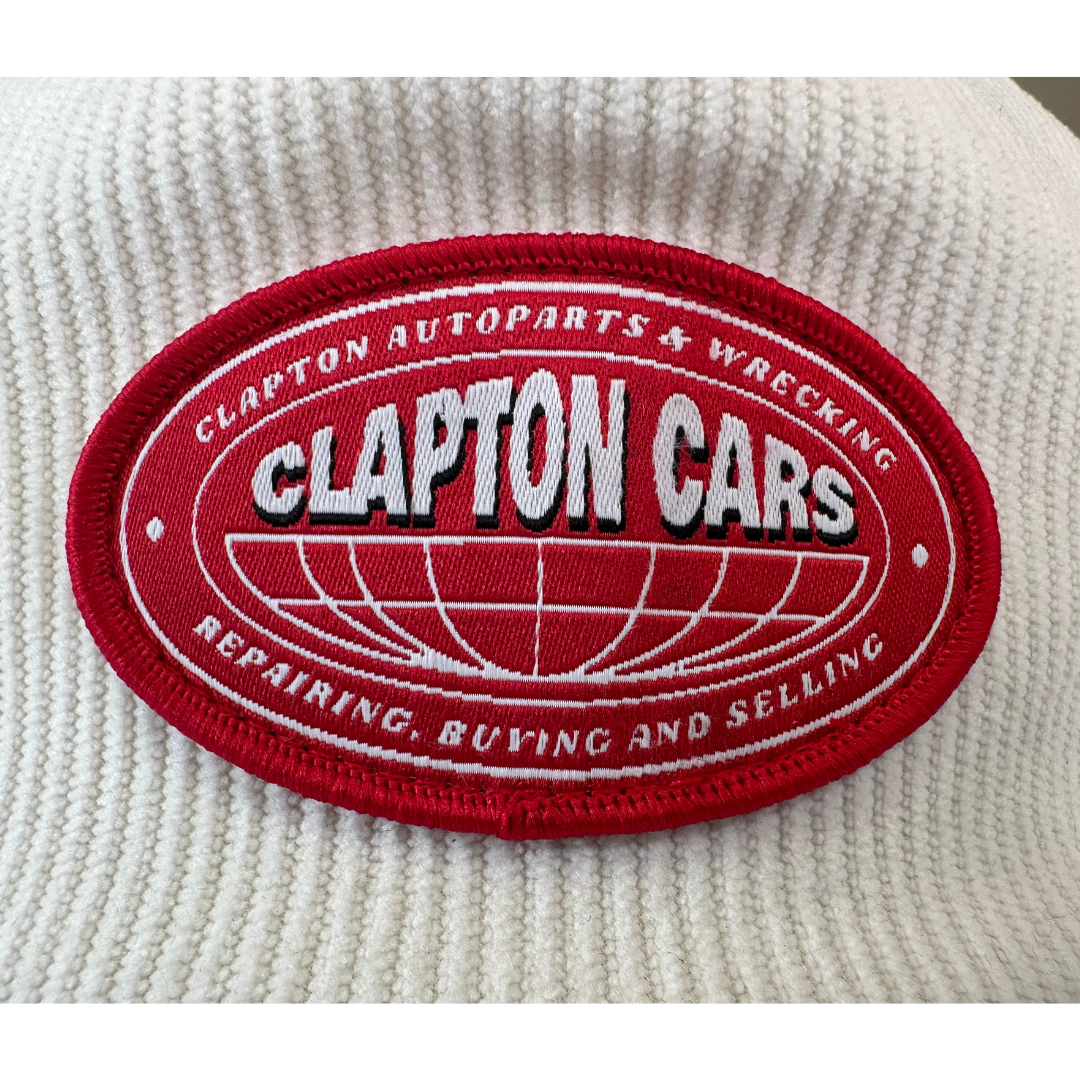 CLAPTON AUTOPARTS & WRECKING
CLAPTON CARS
REPAIRING, BUYING AND SELLING